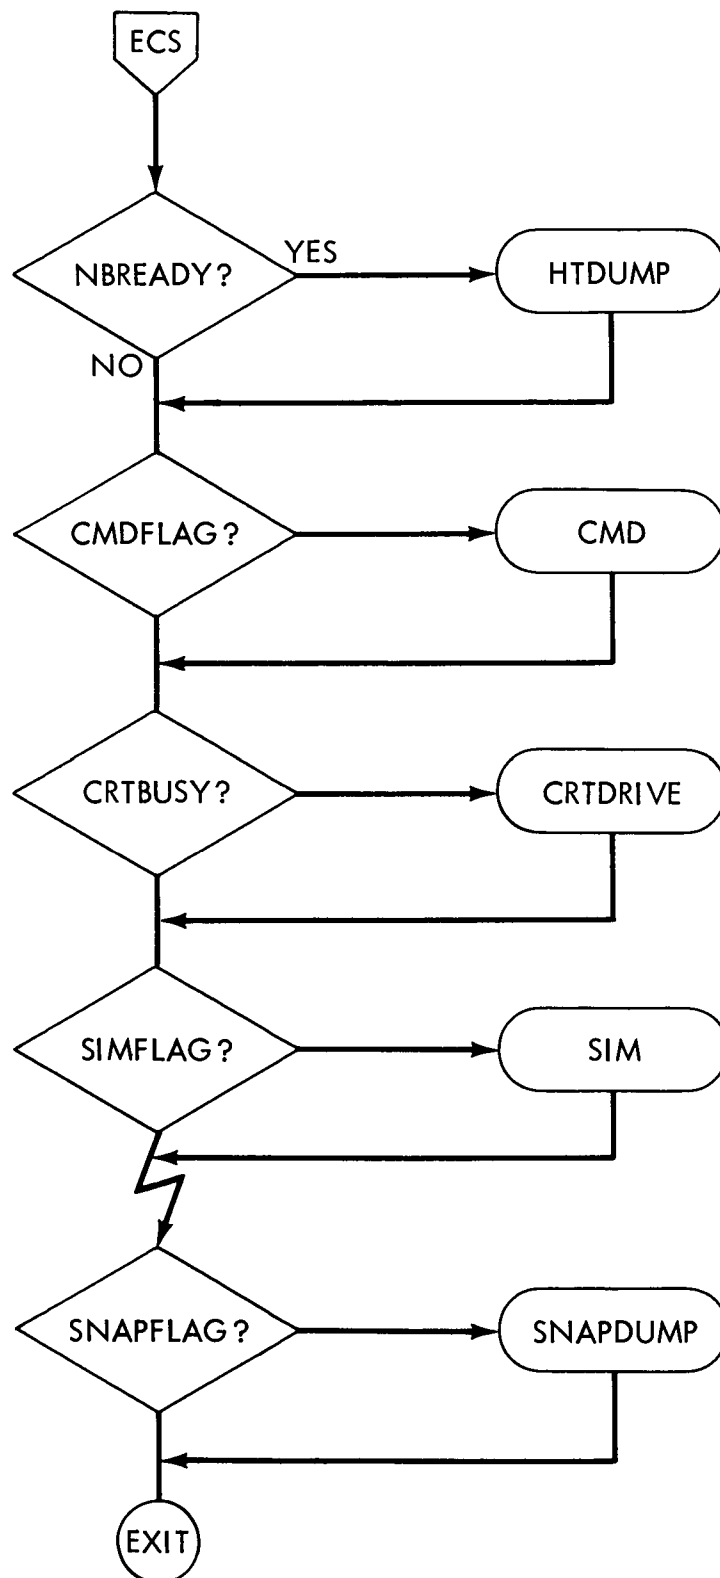 ECS
NBREADY?
YES
HTDUMP
NO
CMDFLAG?
CMD
CRTBUSY?
CRTDRIVE
SIMFLAG?
SIM
SNAPFLAG?
SNAPDUMP
EXIT